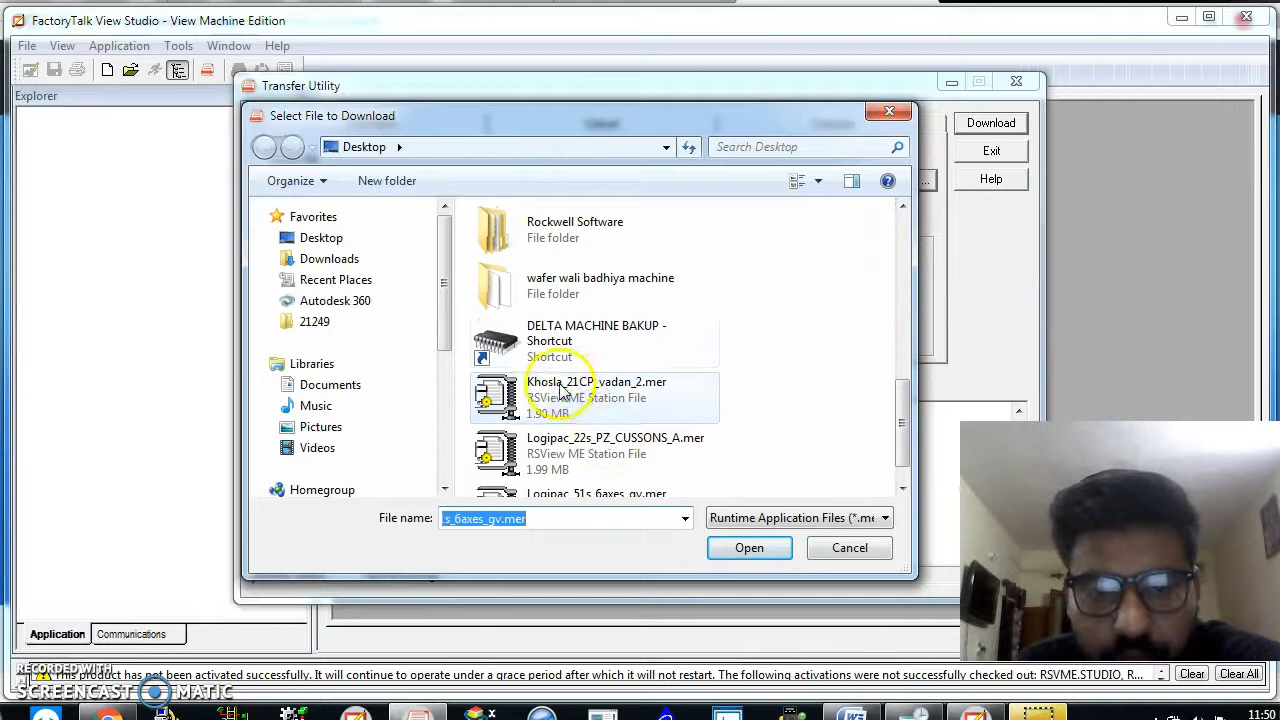 FactoryTalk View Studio - View Machine Edition
File View Application Tools Window Help
Explorer
Transfer Utility
Select File to Download
Desktop
Search Desktop
Organize New folder
Favorites
Desktop
Downloads
Recent Places
Autodesk 360
21249
Libraries
Documents
Music
Pictures
Videos
Homegroup
Rockwell Software
File folder
wafer wali badhiya machine
File folder
DELTA MACHINE BAKUP -
Shortcut
Shortcut
Khosla_21CP_vadan_2.mer
RSView ME Station File
1.90 MB
Logipac_22s_PZ_CUSSONS_A.mer
RSView ME Station File
1.99 MB
Logipac_51s_6axes_gv.mer
File name: .s_6axes_gv.mer
Runtime Application Files (*.me
Open Cancel
Download
Exit
Help
...
Application Communications
This product has not been activated successfully. It will continue to operate under a grace period after which it will not restart. The following activations were not successfully checked out: RSVME.STUDIO, R...
Clear Clear All
RECORDED WITH
SCREENCAST MATIC
11:50